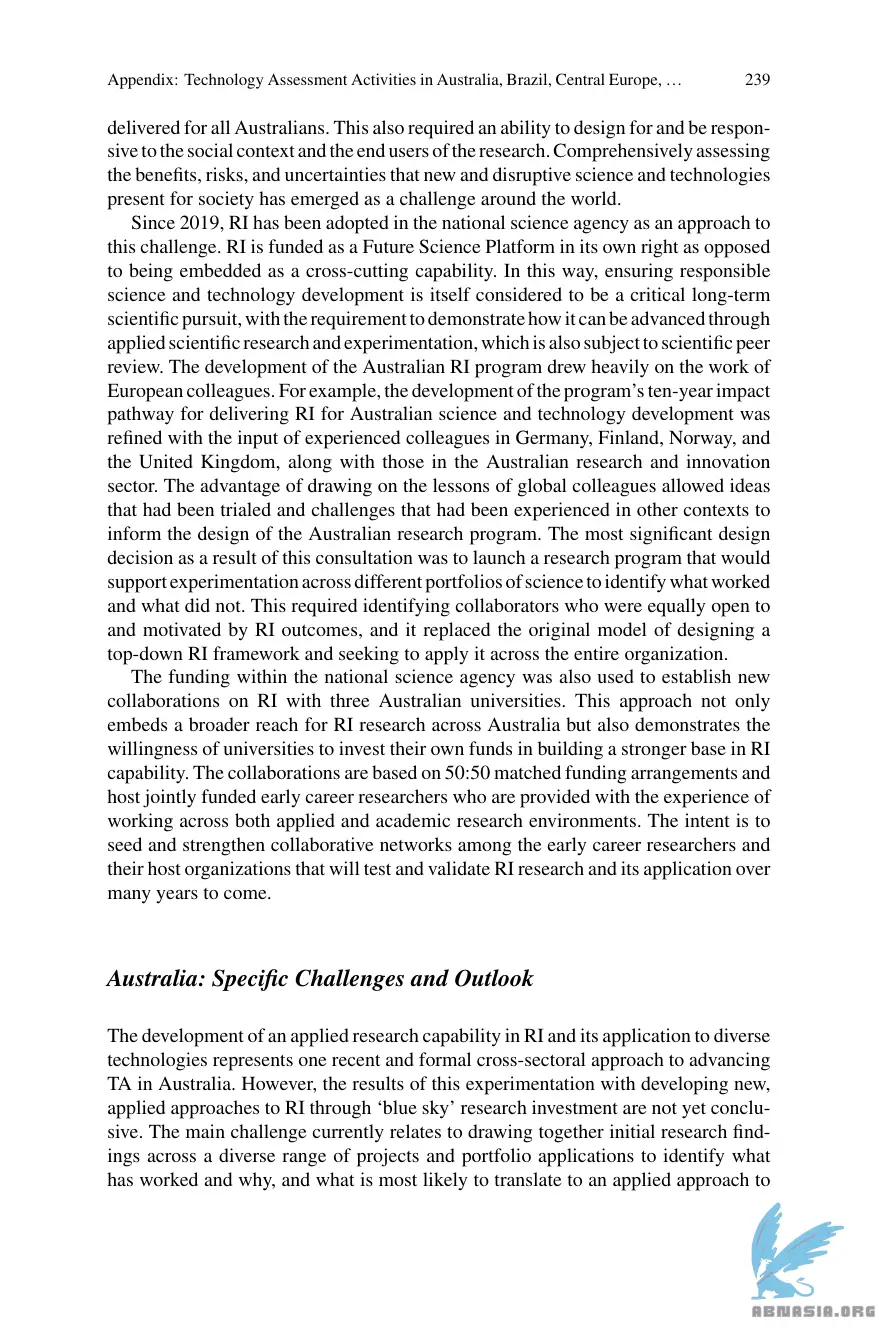 Appendix: Technology Assessment Activities in Australia, Brazil, Central Europe, … 239
delivered for all Australians. This also required an ability to design for and be respon-
sive to the social context and the end users of the research. Comprehensively assessing
the benefits, risks, and uncertainties that new and disruptive science and technologies
present for society has emerged as a challenge around the world.
Since 2019, RI has been adopted in the national science agency as an approach to
this challenge. RI is funded as a Future Science Platform in its own right as opposed
to being embedded as a cross-cutting capability. In this way, ensuring responsible
science and technology development is itself considered to be a critical long-term
scientific pursuit, with the requirement to demonstrate how it can be advanced through
applied scientific research and experimentation, which is also subject to scientific peer
review. The development of the Australian RI program drew heavily on the work of
European colleagues. For example, the development of the program’s ten-year impact
pathway for delivering RI for Australian science and technology development was
refined with the input of experienced colleagues in Germany, Finland, Norway, and
the United Kingdom, along with those in the Australian research and innovation
sector. The advantage of drawing on the lessons of global colleagues allowed ideas
that had been trialed and challenges that had been experienced in other contexts to
inform the design of the Australian research program. The most significant design
decision as a result of this consultation was to launch a research program that would
support experimentation across different portfolios of science to identify what worked
and what did not. This required identifying collaborators who were equally open to
and motivated by RI outcomes, and it replaced the original model of designing a
top-down RI framework and seeking to apply it across the entire organization.
The funding within the national science agency was also used to establish new
collaborations on RI with three Australian universities. This approach not only
embeds a broader reach for RI research across Australia but also demonstrates the
willingness of universities to invest their own funds in building a stronger base in RI
capability. The collaborations are based on 50:50 matched funding arrangements and
host jointly funded early career researchers who are provided with the experience of
working across both applied and academic research environments. The intent is to
seed and strengthen collaborative networks among the early career researchers and
their host organizations that will test and validate RI research and its application over
many years to come.
Australia: Specific Challenges and Outlook
The development of an applied research capability in RI and its application to diverse
technologies represents one recent and formal cross-sectoral approach to advancing
TA in Australia. However, the results of this experimentation with developing new,
applied approaches to RI through ‘blue sky’ research investment are not yet conclu-
sive. The main challenge currently relates to drawing together initial research find-
ings across a diverse range of projects and portfolio applications to identify what
has worked and why, and what is most likely to translate to an applied approach to
ABNASIA.ORG